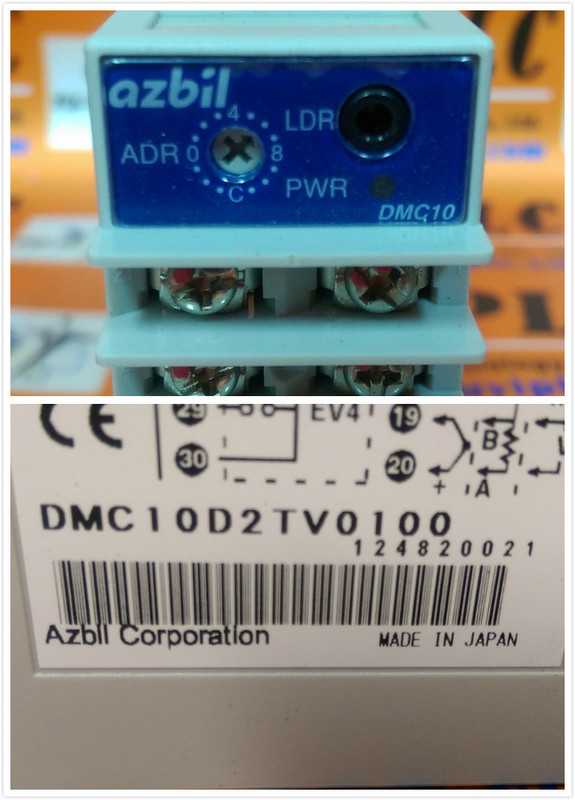 azbil
4
LDR
ADR 0 8
C
PWR
DMC10
CE
29
EV4
19
30
B
20
+ A
DMC10D2TV0100
124820021
Azbil Corporation
MADE IN JAPAN